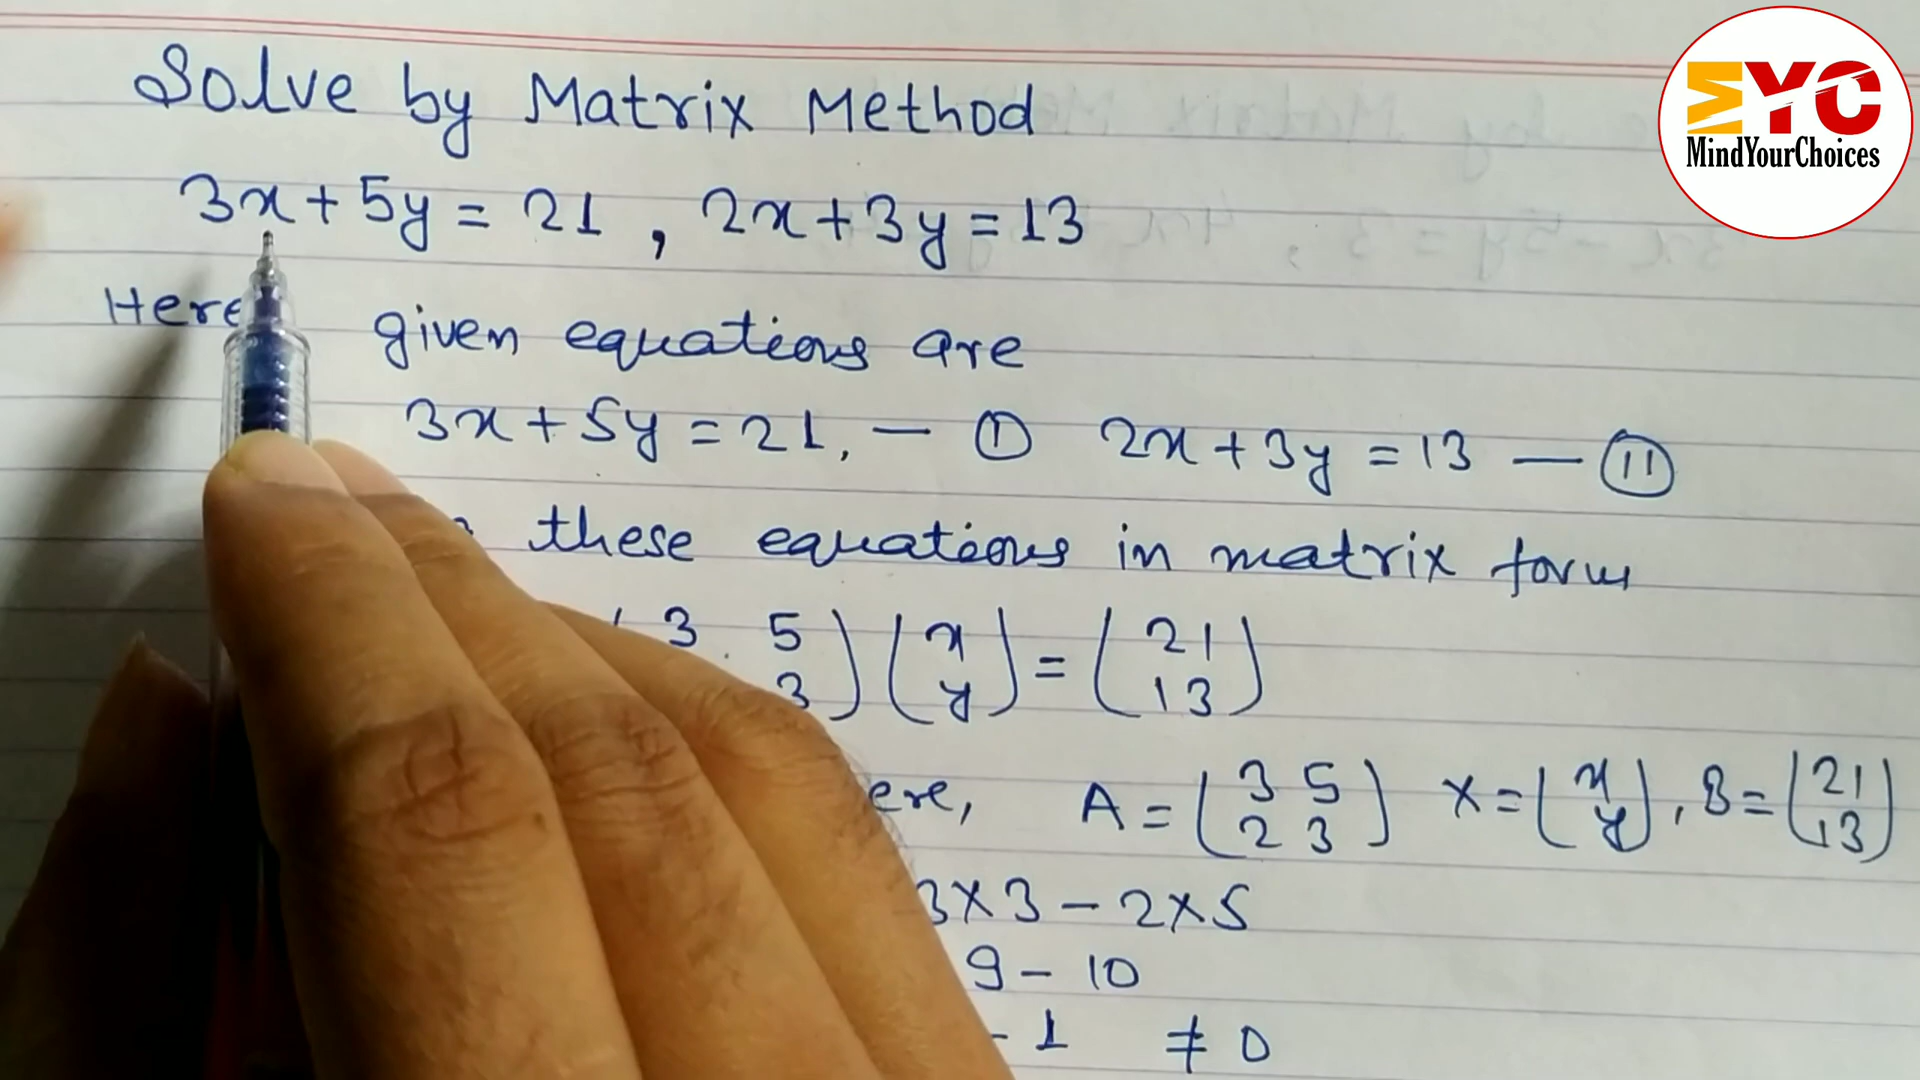 Solve by Matrix Method
3x + 5y = 21 , 2x + 3y = 13
Here given equations are
3x + 5y = 21, — (I) 2x + 3y = 13 — (II)
these equations in matrix form
( 3 5
3 ) ( x
y ) = ( 21
13 )
A = ( 3 5
2 3 ) X = ( x
y ) , B = ( 21
13 )
3 × 3 − 2 × 5
9 − 10
- 1 ≠ 0
MYC
MindYourChoices